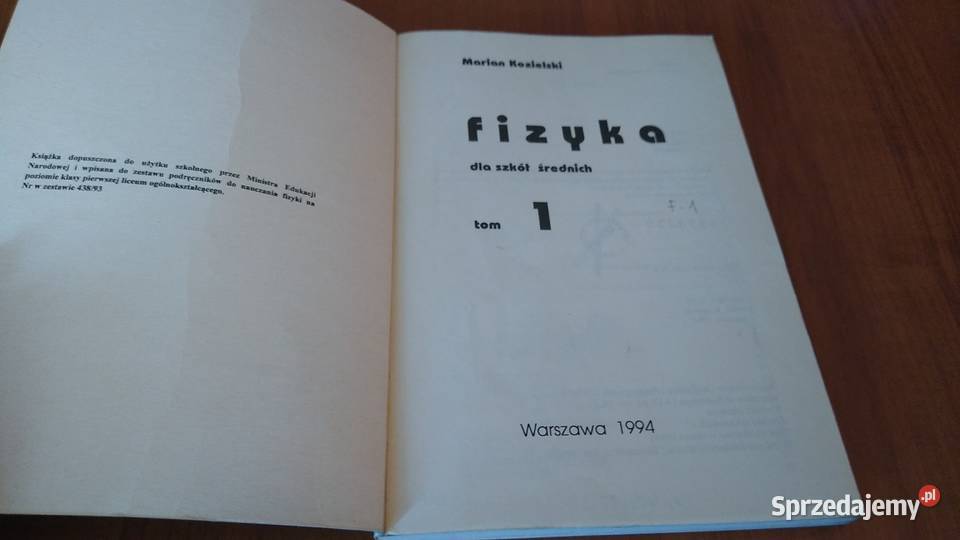 Książka dopuszczona do użytku szkolnego przez Ministra Edukacji
Narodowej i wpisana do zestawu podręczników do nauczania fizyki na
poziomie klasy pierwszej liceum ogólnokształcącego.
Nr w zestawie 438/93
Marian Kozielski
fizyka
dla szkół średnich
tom 1
F-1
Warszawa 1994
Sprzedajemy.pl